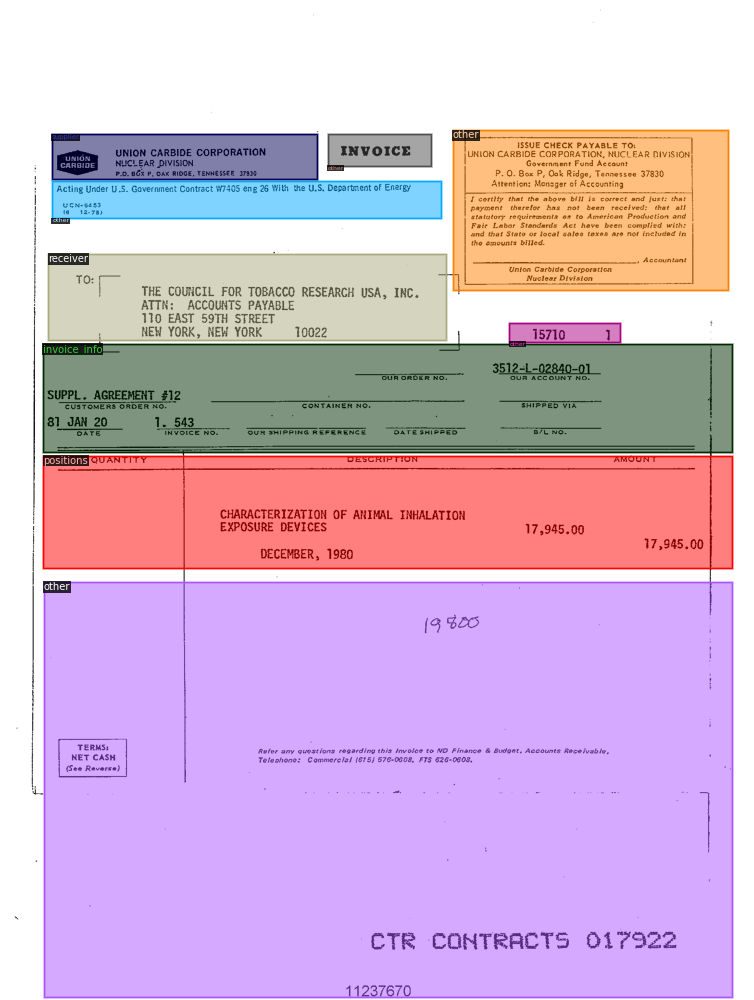 supplier
UNION CARBIDE
UNION CARBIDE CORPORATION
NUCLEAR DIVISION
P.O. BOX P, OAK RIDGE, TENNESSEE 37830
INVOICE
other
other
ISSUE CHECK PAYABLE TO:
UNION CARBIDE CORPORATION, NUCLEAR DIVISION
Government Fund Account
P. O. Box P, Oak Ridge, Tennessee 37830
Attention: Manager of Accounting
I certify that the above bill is correct and just; that
payment therefor has not been received; that all
statutory requirements as to American Production and
Fair Labor Standards Act have been complied with;
and that State or local sales taxes are not included in
the amounts billed.
, Accountant
Union Carbide Corporation
Nuclear Division
Acting Under U.S. Government Contract W7405 eng 26 With the U.S. Department of Energy
UCN-5453
(6 12-78)
other
receiver
TO:
THE COUNCIL FOR TOBACCO RESEARCH USA, INC.
ATTN: ACCOUNTS PAYABLE
110 EAST 59TH STREET
NEW YORK, NEW YORK 10022
15710 1
other
invoice info
3512-L-02840-01
OUR ORDER NO. OUR ACCOUNT NO.
SUPPL. AGREEMENT #12
CUSTOMERS ORDER NO. CONTAINER NO. SHIPPED VIA
81 JAN 20 1. 543
DATE INVOICE NO. OUR SHIPPING REFERENCE DATE SHIPPED B/L NO.
positions
QUANTITY DESCRIPTION AMOUNT
CHARACTERIZATION OF ANIMAL INHALATION
EXPOSURE DEVICES 17,945.00
17,945.00
DECEMBER, 1980
other
19800
TERMS:
NET CASH
(See Reverse)
Refer any questions regarding this Invoice to ND Finance & Budget, Accounts Receivable,
Telephone: Commercial (615) 576-0608, FTS 626-0608.
CTR CONTRACTS 017922
11237670